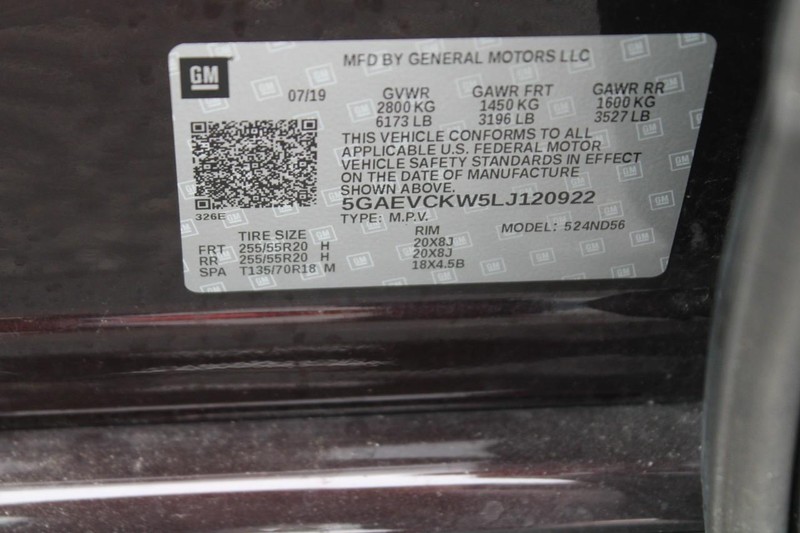 GM
MFD BY GENERAL MOTORS LLC
07/19 GVWR GAWR FRT GAWR RR
2800 KG 1450 KG 1600 KG
6173 LB 3196 LB 3527 LB
THIS VEHICLE CONFORMS TO ALL
APPLICABLE U.S. FEDERAL MOTOR
VEHICLE SAFETY STANDARDS IN EFFECT
ON THE DATE OF MANUFACTURE
SHOWN ABOVE.
326E
5GAEVCKW5LJ120922
TYPE: M.P.V. MODEL: 524ND56
TIRE SIZE RIM
FRT 255/55R20 H 20X8J
RR 255/55R20 H 20X8J
SPA T135/70R18 M 18X4.5B